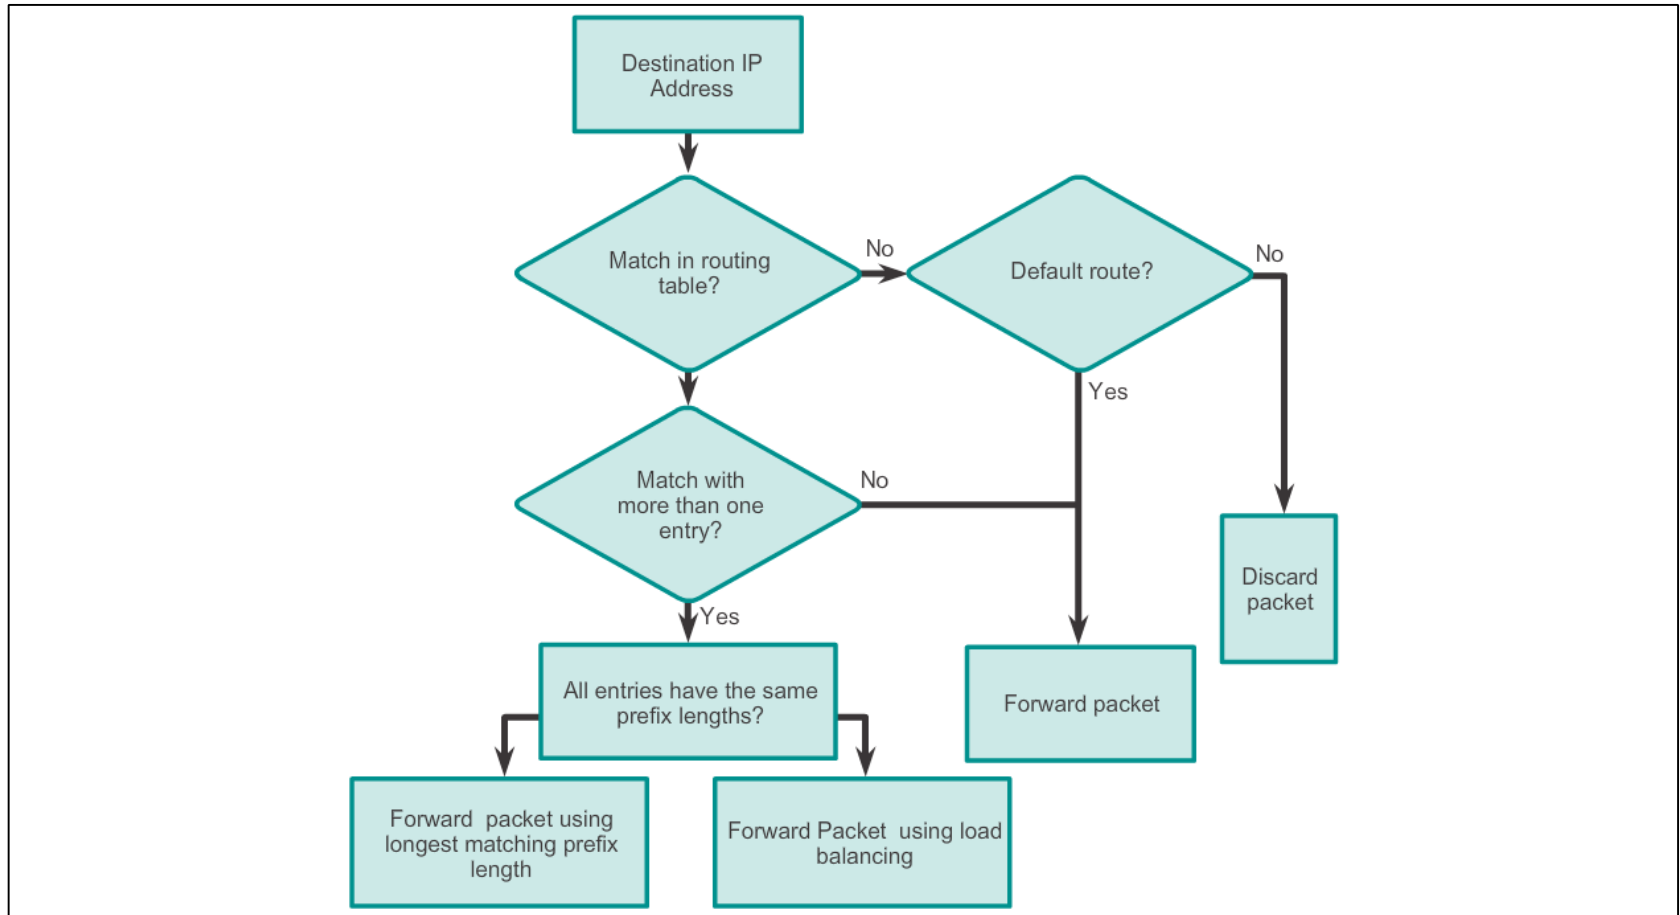 Destination IP
Address
Match in routing
table?
No
Default route?
No
Yes
Match with
more than one
entry?
No
Yes
Discard
packet
All entries have the same
prefix lengths?
Forward packet
Forward packet using
longest matching prefix
length
Forward Packet using load
balancing